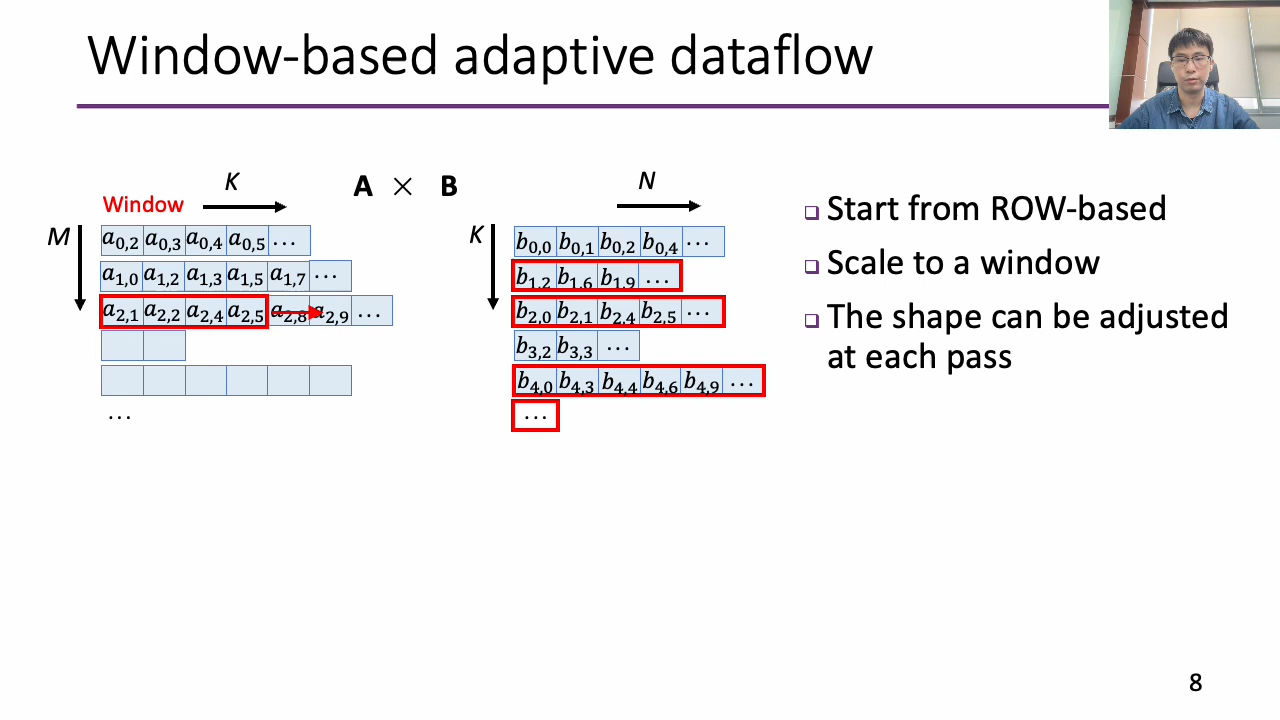 Window-based adaptive dataflow
Window
K
A × B
N
M
K
a0,2 a0,3 a0,4 a0,5 ...
a1,0 a1,2 a1,3 a1,5 a1,7 ...
a2,1 a2,2 a2,4 a2,5 a2,8 a2,9 ...
...
b0,0 b0,1 b0,2 b0,4 ...
b1,2 b1,6 b1,9 ...
b2,0 b2,1 b2,4 b2,5 ...
b3,2 b3,3 ...
b4,0 b4,3 b4,4 b4,6 b4,9 ...
...
Start from ROW-based
Scale to a window
The shape can be adjusted
at each pass
8